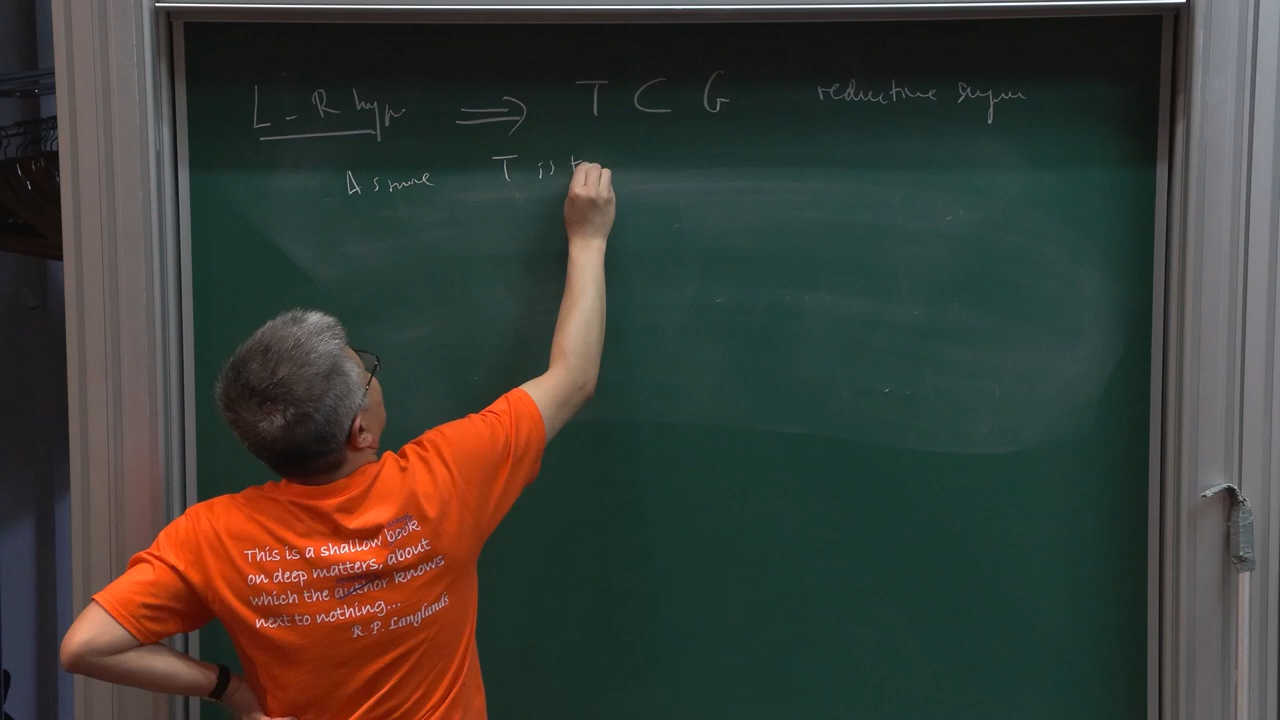 L-R hyp ⟹ T ⊂ G reductive
Assume T is t
This is a shallow book
on deep matters, about
which the author knows
next to nothing...
R. P. Langlands